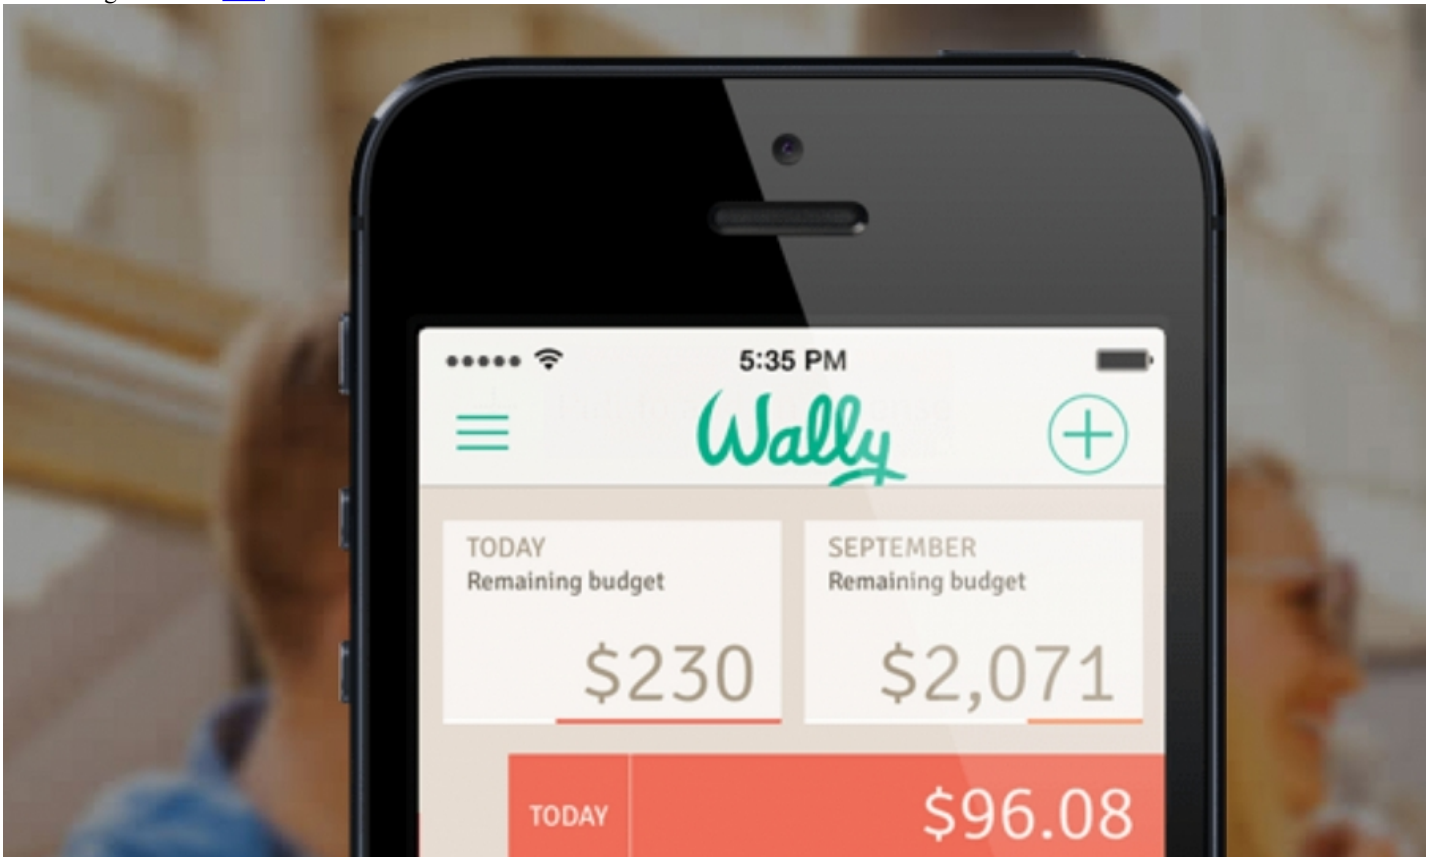 5:35 PM
Wally
TODAY
Remaining budget
$230
SEPTEMBER
Remaining budget
$2,071
TODAY
$96.08